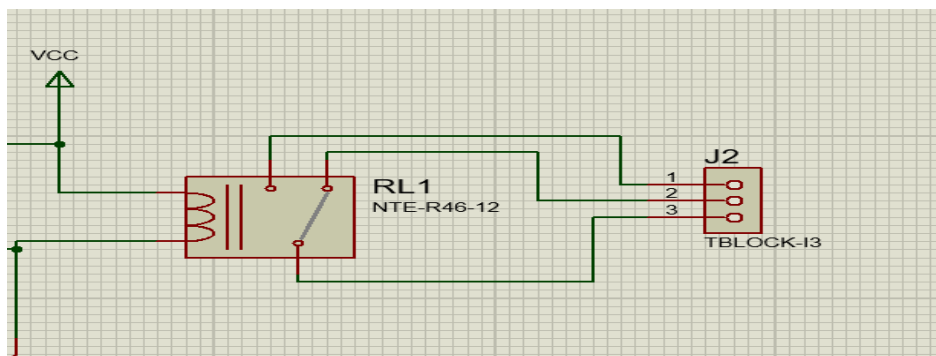 VCC
RL1
NTE-R46-12
J2
1
2
3
TBLOCK-I3